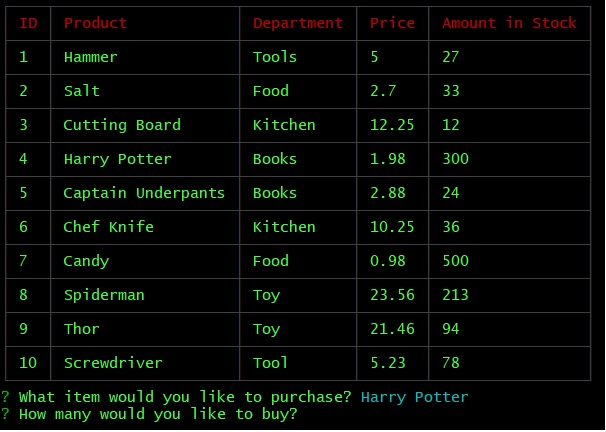 ID Product Department Price Amount in Stock
1 Hammer Tools 5 27
2 Salt Food 2.7 33
3 Cutting Board Kitchen 12.25 12
4 Harry Potter Books 1.98 300
5 Captain Underpants Books 2.88 24
6 Chef Knife Kitchen 10.25 36
7 Candy Food 0.98 500
8 Spiderman Toy 23.56 213
9 Thor Toy 21.46 94
10 Screwdriver Tool 5.23 78
? What item would you like to purchase? Harry Potter
? How many would you like to buy?